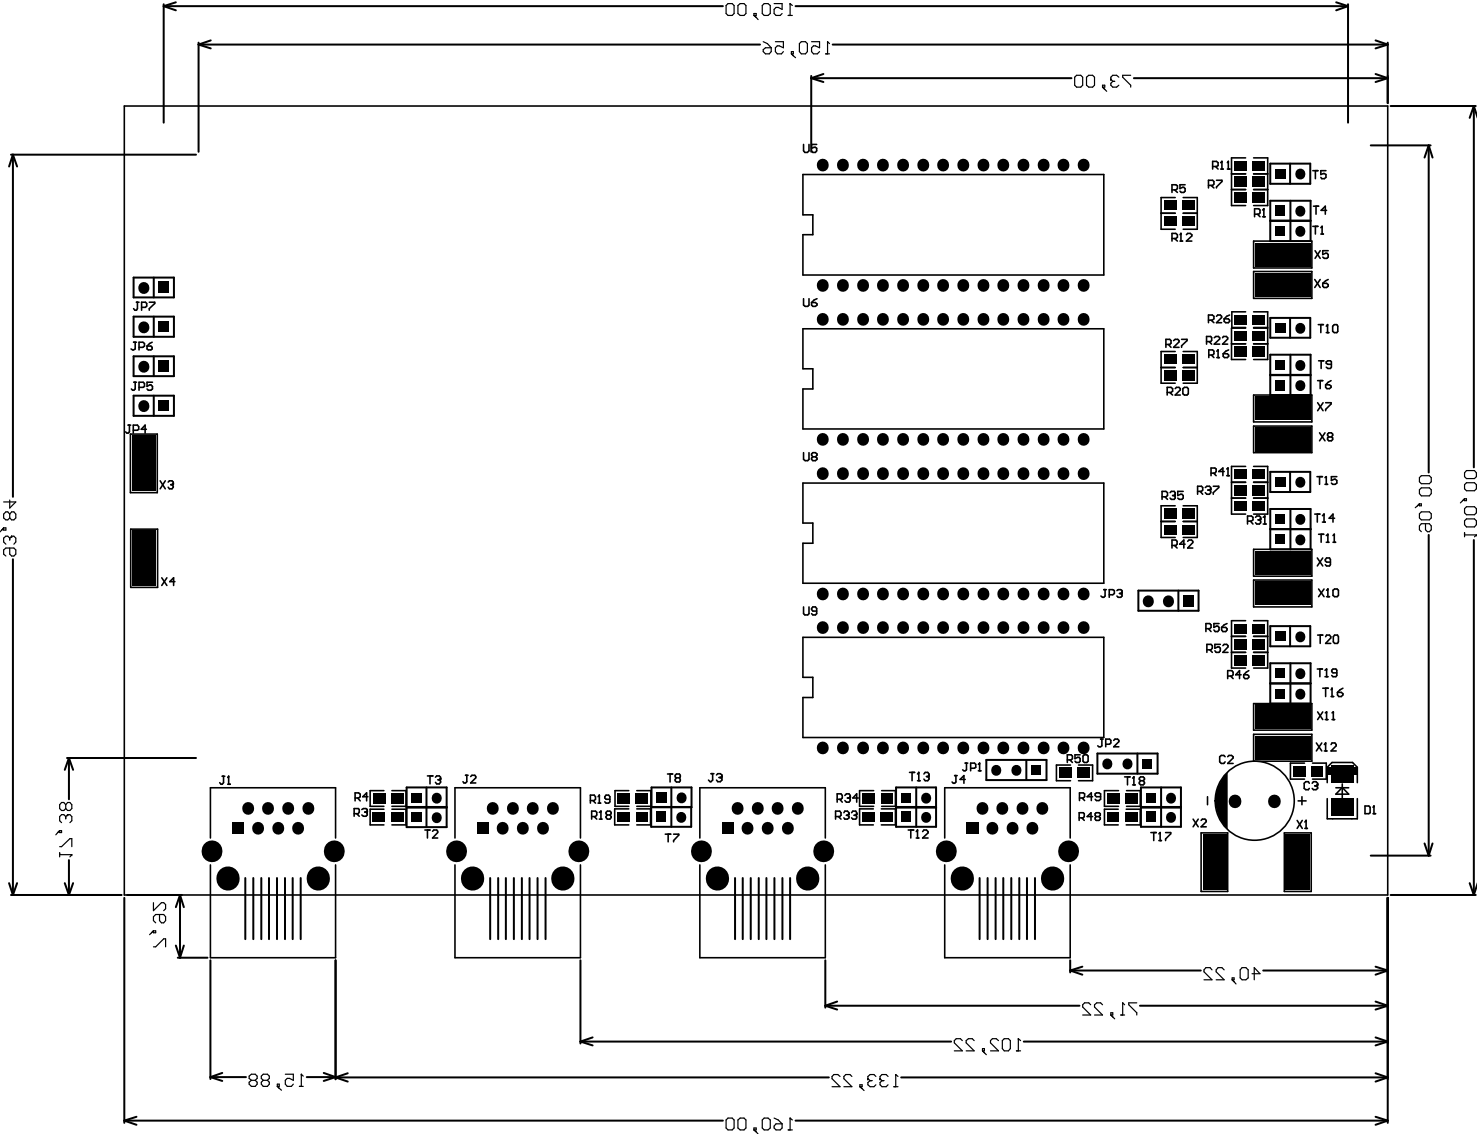 150,00
150,56
73,00
U5
R11
T5
R7
R5
R1
T4
T1
R12
X5
X6
JP7
U6
R26
T10
R22
R27
R16
JP6
T9
T6
R20
JP5
X7
JP4
X8
U8
R41
T15
X3
R37
R35
93,84
90,00
100,00
R31
T14
T11
R42
X9
X4
JP3
X10
U9
R56
T20
R52
R46
T19
T16
X11
JP2
X12
R50
C2
JP1
J1
T3
J2
T8
J3
T13
J4
T18
C3
R4
R19
R34
R49
- +
R3
R18
R33
R48
D1
T2
T7
T12
T17
X2
X1
17,38
7,92
40,22
71,22
102,22
15,88
133,22
160,00